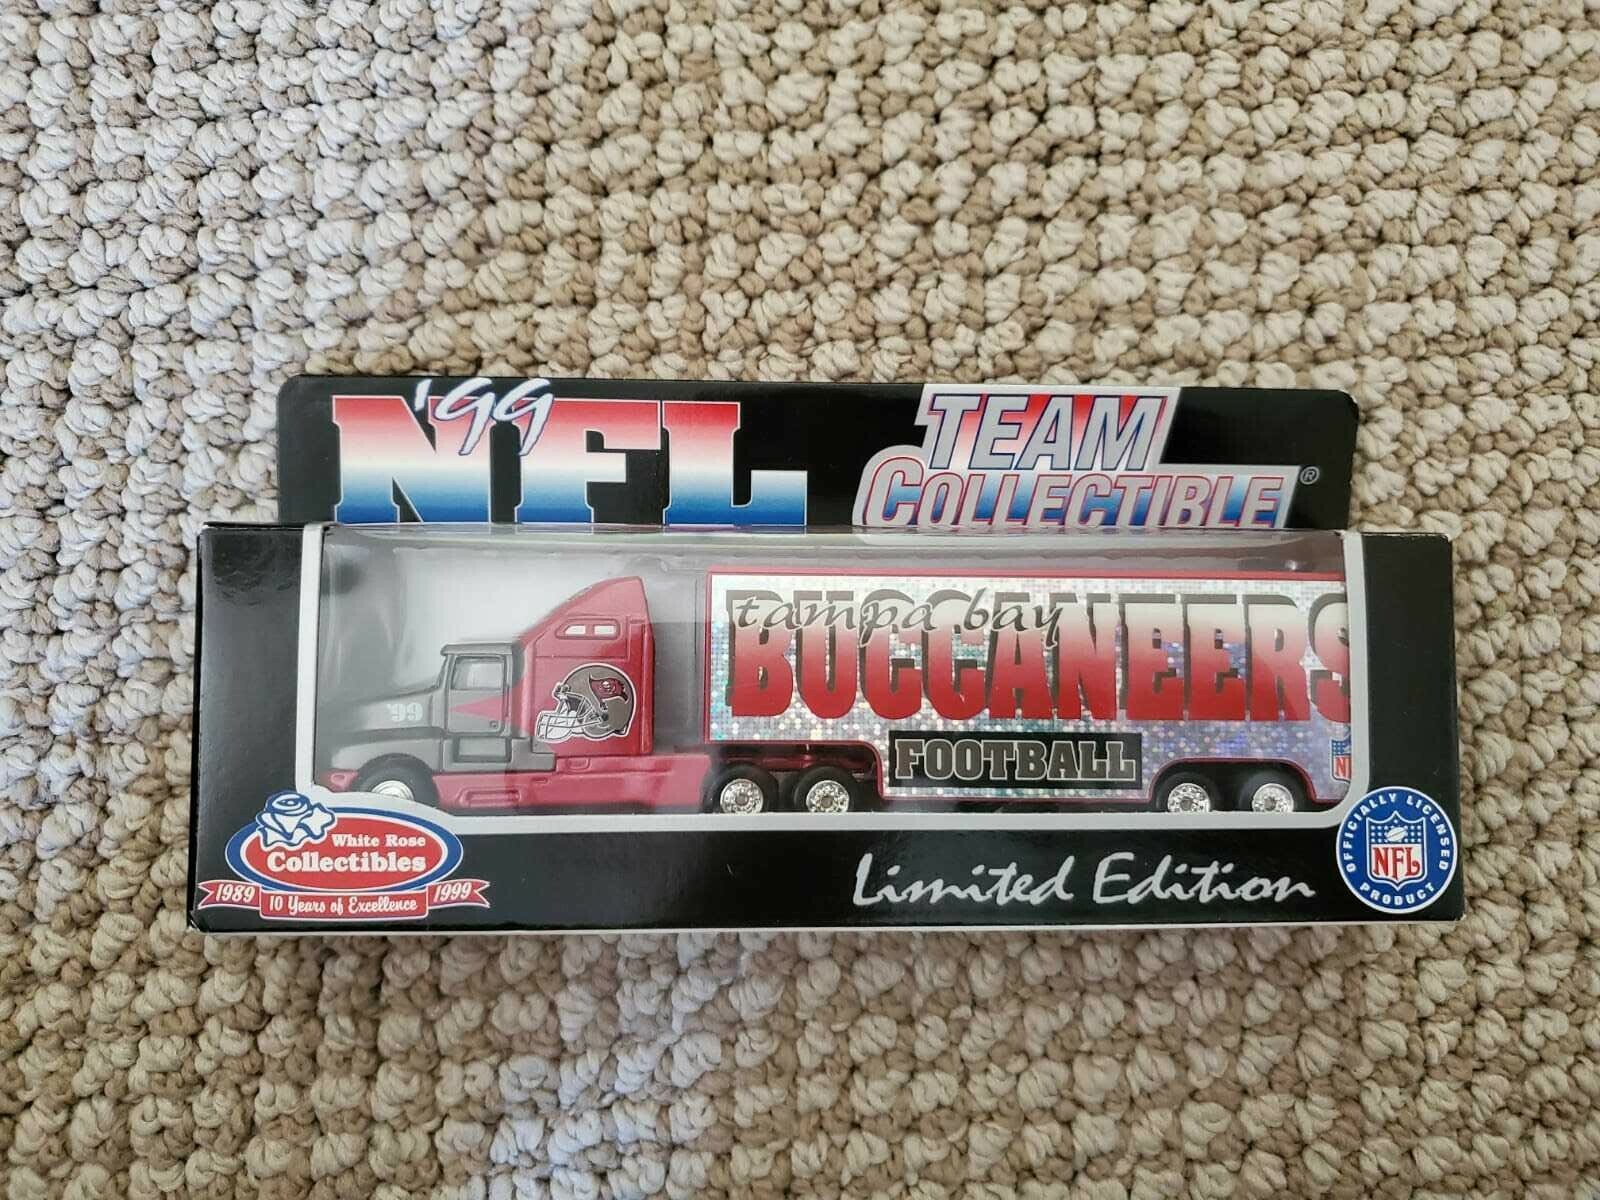 '99
NFL
TEAM
COLLECTIBLE®
tampa bay
BUCCANEERS
FOOTBALL
'99
NFL
White Rose
Collectibles
1989 1999
10 Years of Excellence
Limited Edition
OFFICIALLY LICENSED
NFL
PRODUCT